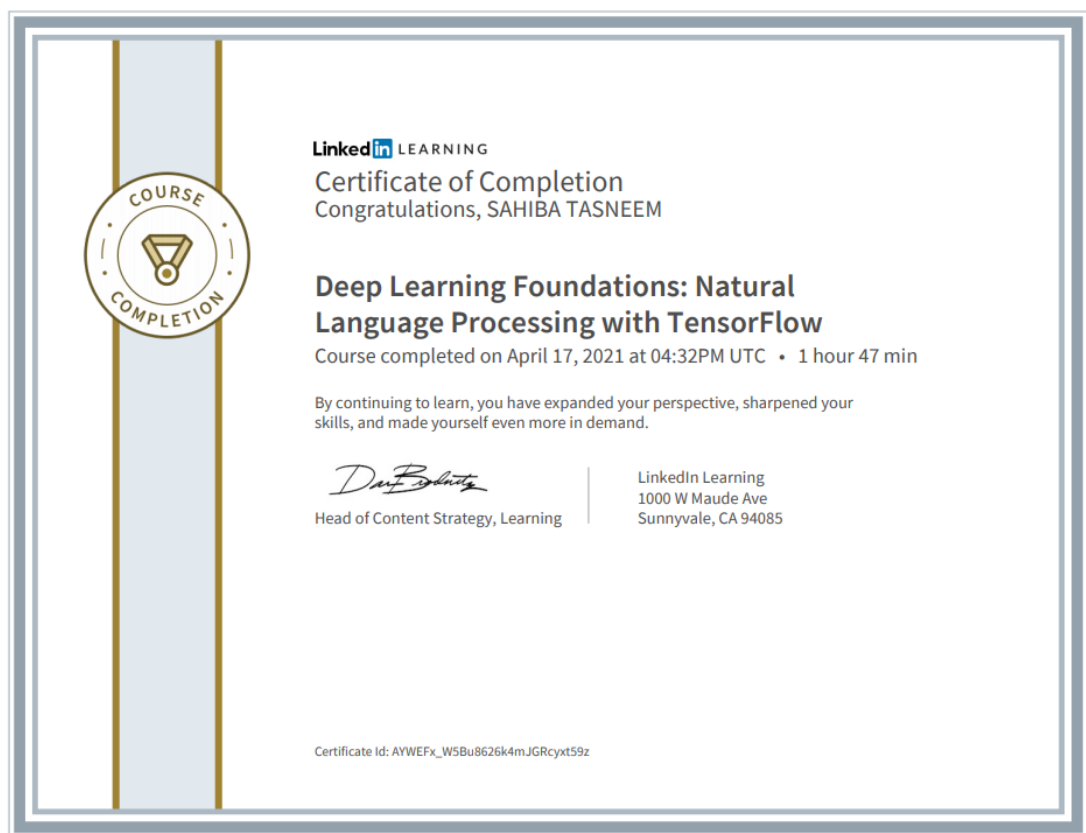 COURSE
COMPLETION
Linked in LEARNING
Certificate of Completion
Congratulations, SAHIBA TASNEEM
Deep Learning Foundations: Natural
Language Processing with TensorFlow
Course completed on April 17, 2021 at 04:32PM UTC • 1 hour 47 min
By continuing to learn, you have expanded your perspective, sharpened your
skills, and made yourself even more in demand.
Head of Content Strategy, Learning
LinkedIn Learning
1000 W Maude Ave
Sunnyvale, CA 94085
Certificate Id: AYWEFx_W5Bu8626k4mJGRcyxt59z